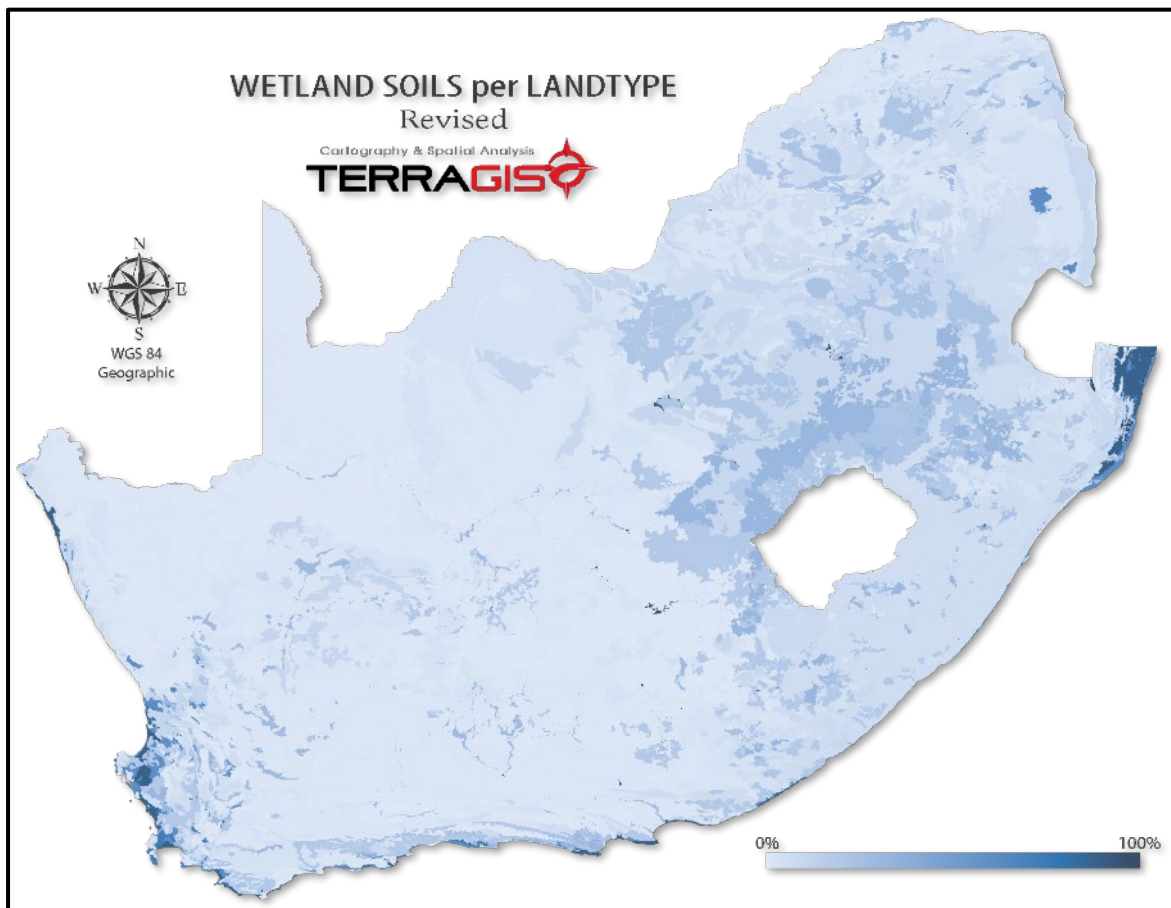 WETLAND SOILS per LANDTYPE
Revised
Cartography & Spatial Analysis
TERRAGIS
N
W E
S
WGS 84
Geographic
0% 100%